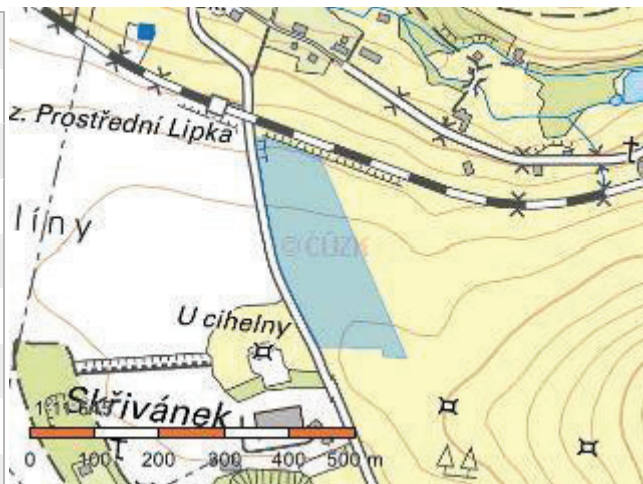 z. Prostřední Lipka
líny
©ČÚZK
U cihelny
Skřivánek
0 100 200 300 400 500 m